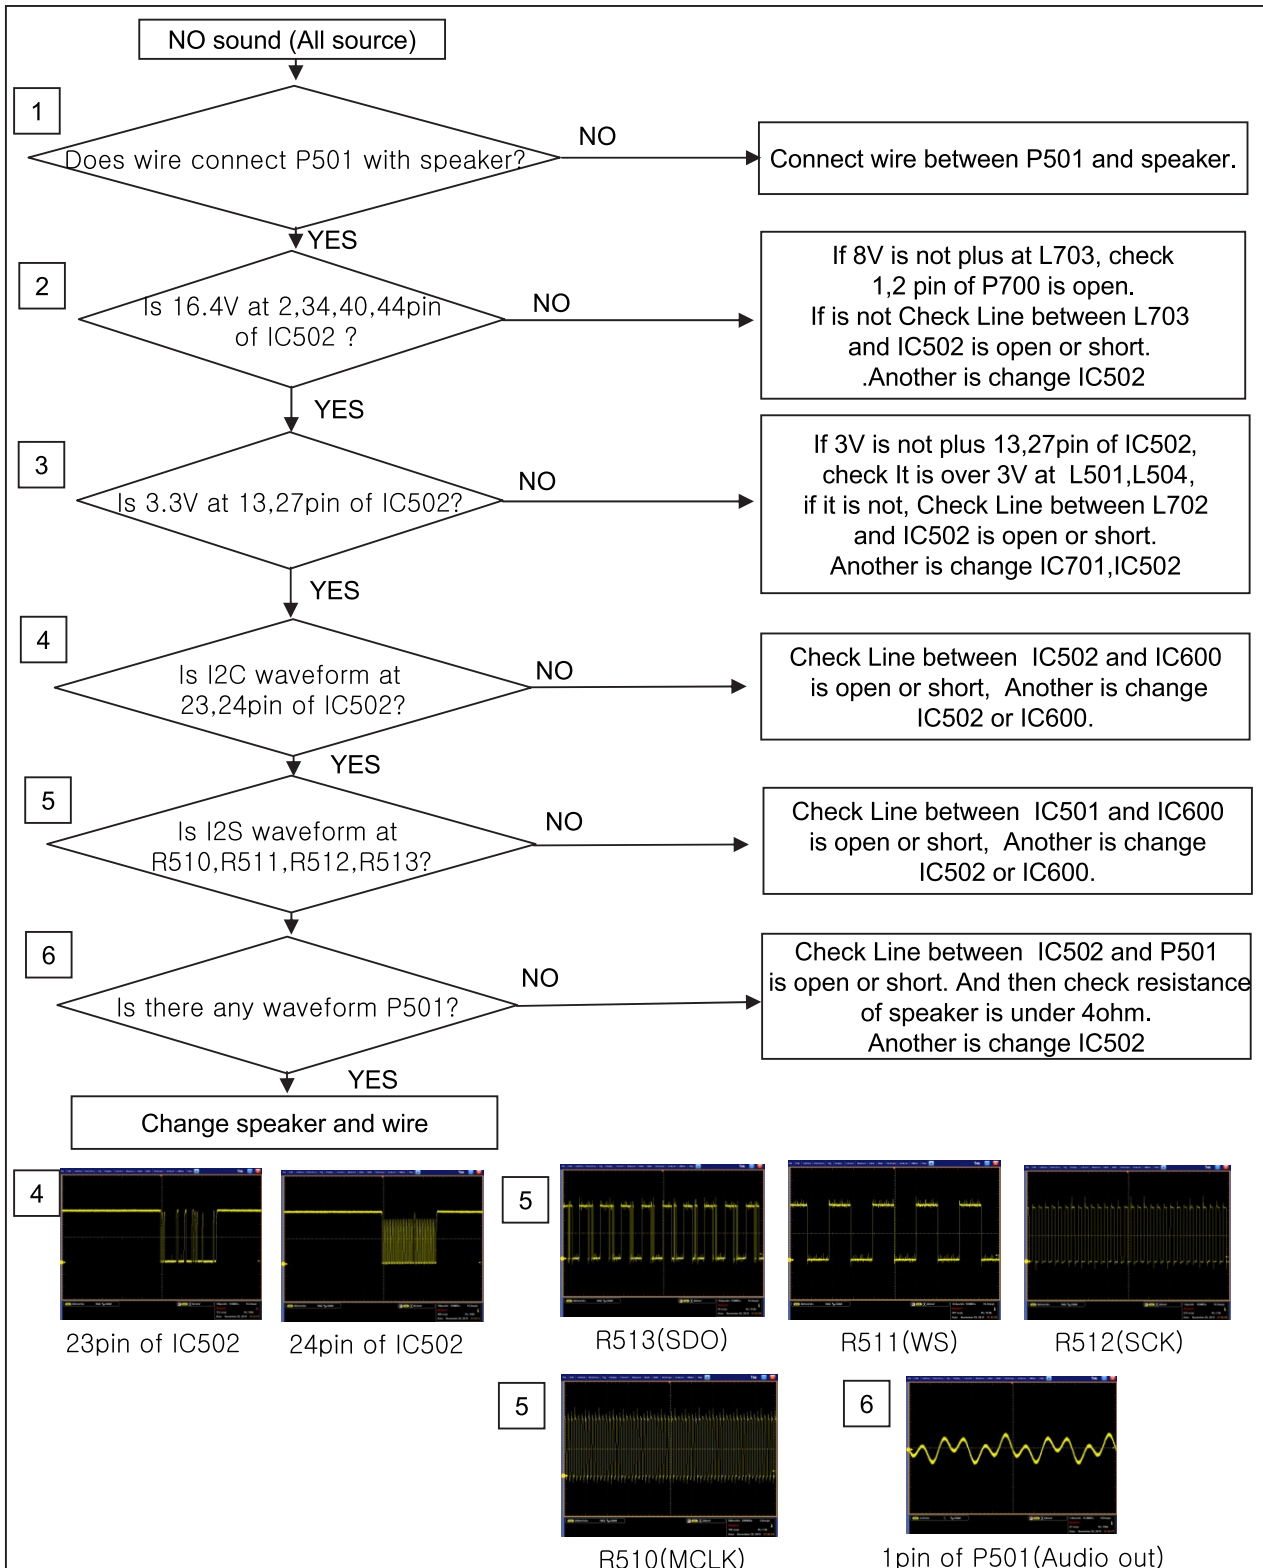 NO sound (All source)
1
Does wire connect P501 with speaker?
NO
Connect wire between P501 and speaker.
YES
2
Is 16.4V at 2,34,40,44pin
of IC502 ?
NO
If 8V is not plus at L703, check
1,2 pin of P700 is open.
If is not Check Line between L703
and IC502 is open or short.
.Another is change IC502
YES
3
Is 3.3V at 13,27pin of IC502?
NO
If 3V is not plus 13,27pin of IC502,
check It is over 3V at L501,L504,
if it is not, Check Line between L702
and IC502 is open or short.
Another is change IC701,IC502
YES
4
Is I2C waveform at
23,24pin of IC502?
NO
Check Line between IC502 and IC600
is open or short, Another is change
IC502 or IC600.
YES
5
Is I2S waveform at
R510,R511,R512,R513?
NO
Check Line between IC501 and IC600
is open or short, Another is change
IC502 or IC600.
6
Is there any waveform P501?
NO
Check Line between IC502 and P501
is open or short. And then check resistance
of speaker is under 4ohm.
Another is change IC502
YES
Change speaker and wire
4
23pin of IC502
24pin of IC502
5
R513(SDO)
R511(WS)
R512(SCK)
5
R510(MCLK)
6
1pin of P501(Audio out)